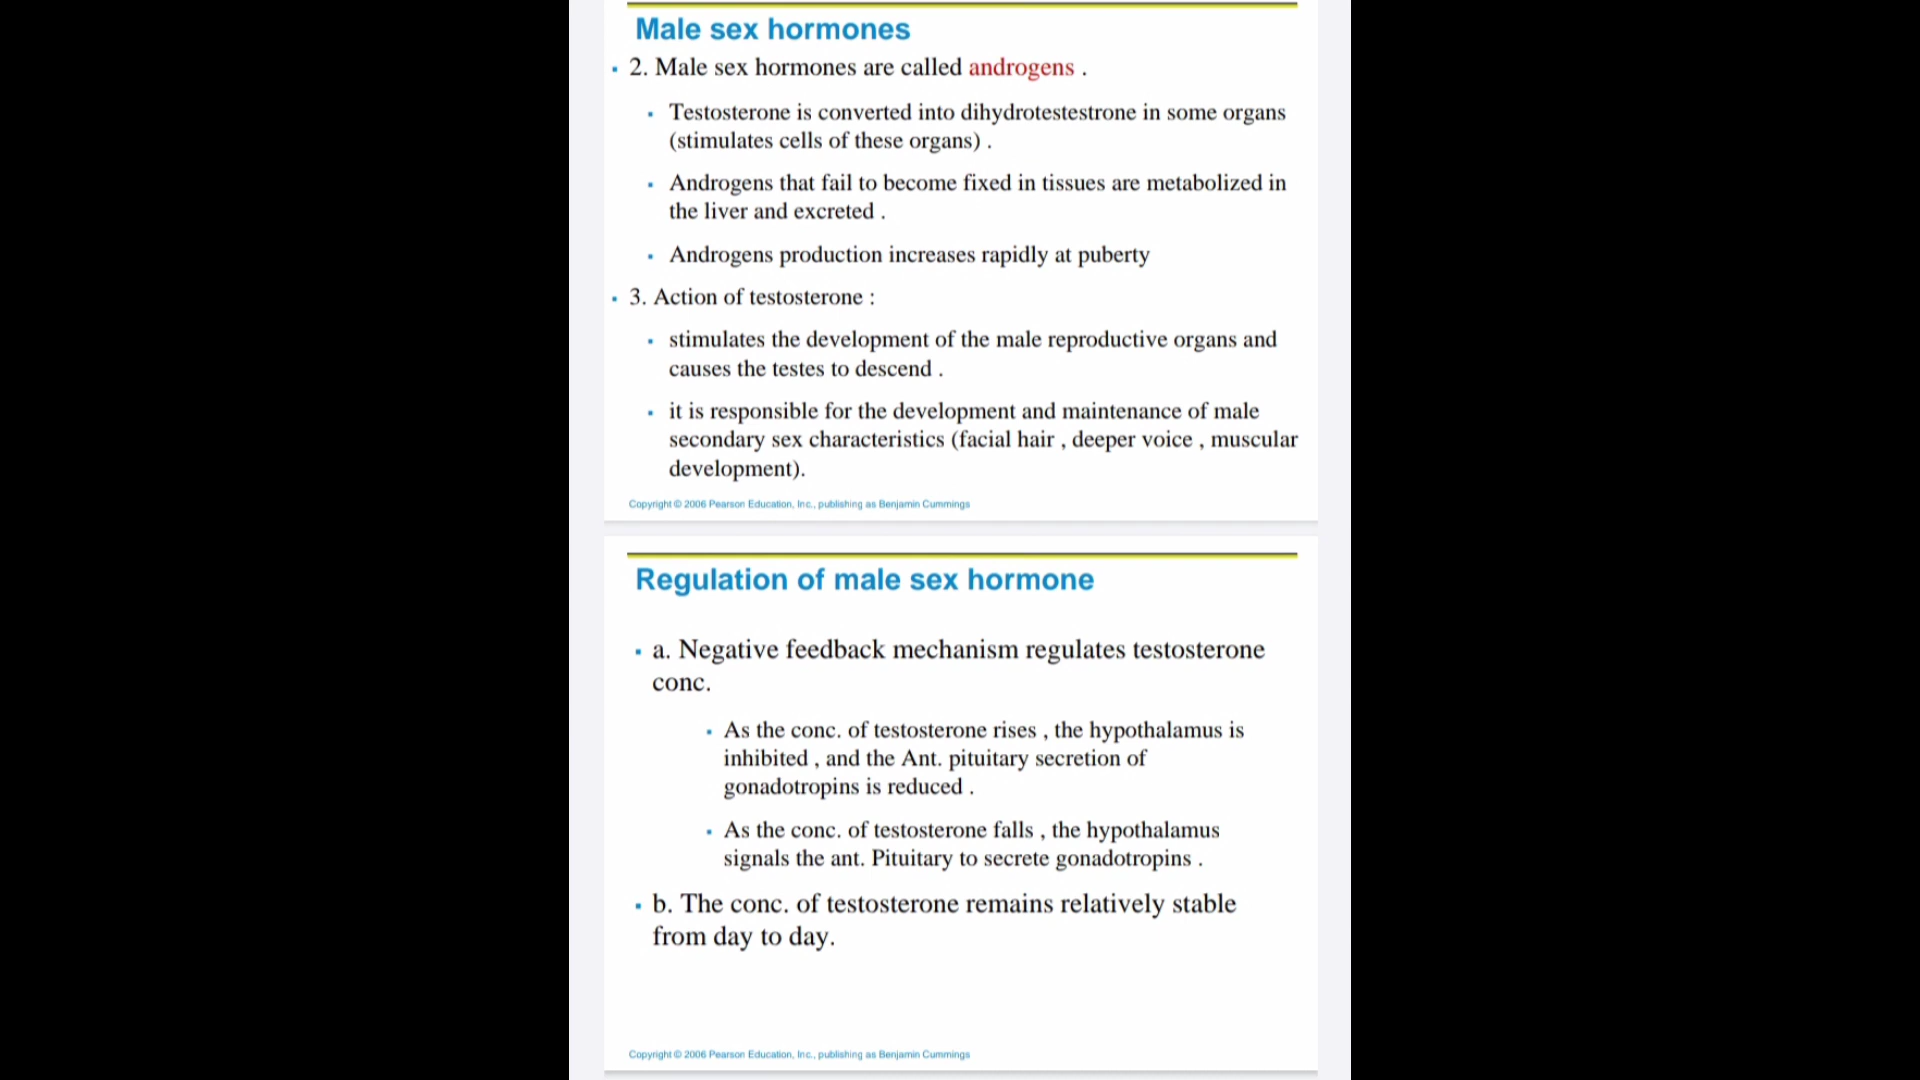 Male sex hormones
▪ 2. Male sex hormones are called androgens .
▪ Testosterone is converted into dihydrotestestrone in some organs
(stimulates cells of these organs) .
▪ Androgens that fail to become fixed in tissues are metabolized in
the liver and excreted .
▪ Androgens production increases rapidly at puberty
▪ 3. Action of testosterone :
▪ stimulates the development of the male reproductive organs and
causes the testes to descend .
▪ it is responsible for the development and maintenance of male
secondary sex characteristics (facial hair , deeper voice , muscular
development).
Copyright © 2006 Pearson Education, Inc., publishing as Benjamin Cummings
Regulation of male sex hormone
▪ a. Negative feedback mechanism regulates testosterone
conc.
▪ As the conc. of testosterone rises , the hypothalamus is
inhibited , and the Ant. pituitary secretion of
gonadotropins is reduced .
▪ As the conc. of testosterone falls , the hypothalamus
signals the ant. Pituitary to secrete gonadotropins .
▪ b. The conc. of testosterone remains relatively stable
from day to day.
Copyright © 2006 Pearson Education, Inc., publishing as Benjamin Cummings